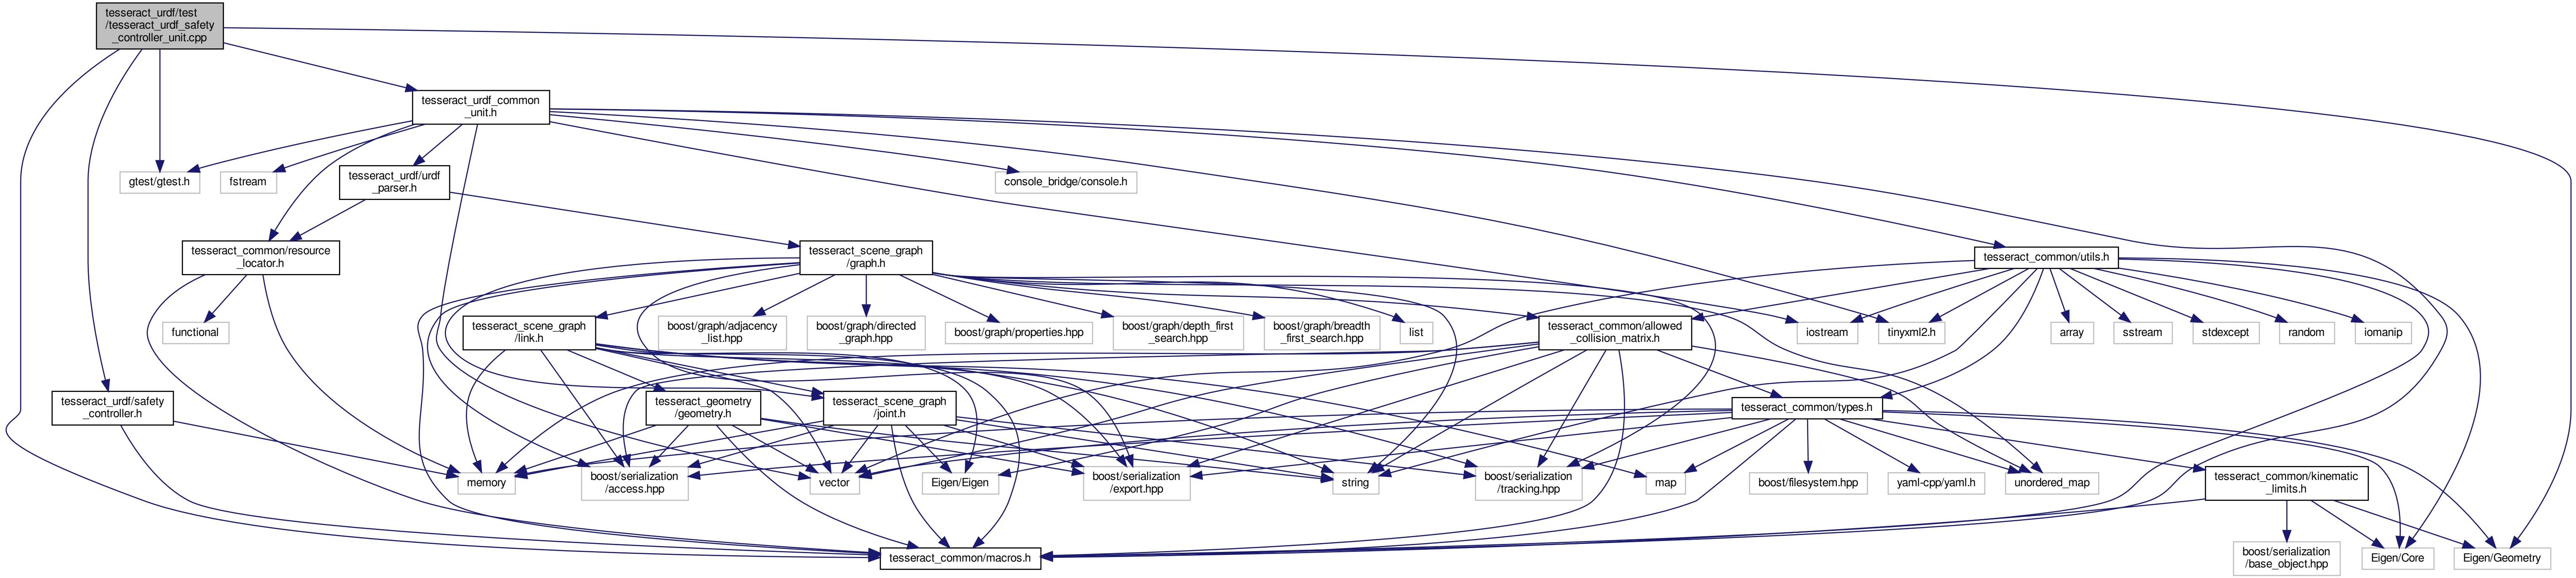 tesseract_urdf/test
/tesseract_urdf_safety
_controller_unit.cpp
tesseract_urdf_common
_unit.h
gtest/gtest.h
fstream
tesseract_urdf/urdf
_parser.h
console_bridge/console.h
tesseract_common/resource
_locator.h
tesseract_scene_graph
/graph.h
tesseract_common/utils.h
functional
tesseract_scene_graph
/link.h
boost/graph/adjacency
_list.hpp
boost/graph/directed
_graph.hpp
boost/graph/properties.hpp
boost/graph/depth_first
_search.hpp
boost/graph/breadth
_first_search.hpp
list
tesseract_common/allowed
_collision_matrix.h
iostream
tinyxml2.h
array
sstream
stdexcept
random
iomanip
tesseract_urdf/safety
_controller.h
tesseract_geometry
/geometry.h
tesseract_scene_graph
/joint.h
tesseract_common/types.h
memory
boost/serialization
/access.hpp
vector
Eigen/Eigen
boost/serialization
/export.hpp
string
boost/serialization
/tracking.hpp
map
boost/filesystem.hpp
yaml-cpp/yaml.h
unordered_map
tesseract_common/kinematic
_limits.h
tesseract_common/macros.h
boost/serialization
/base_object.hpp
Eigen/Core
Eigen/Geometry